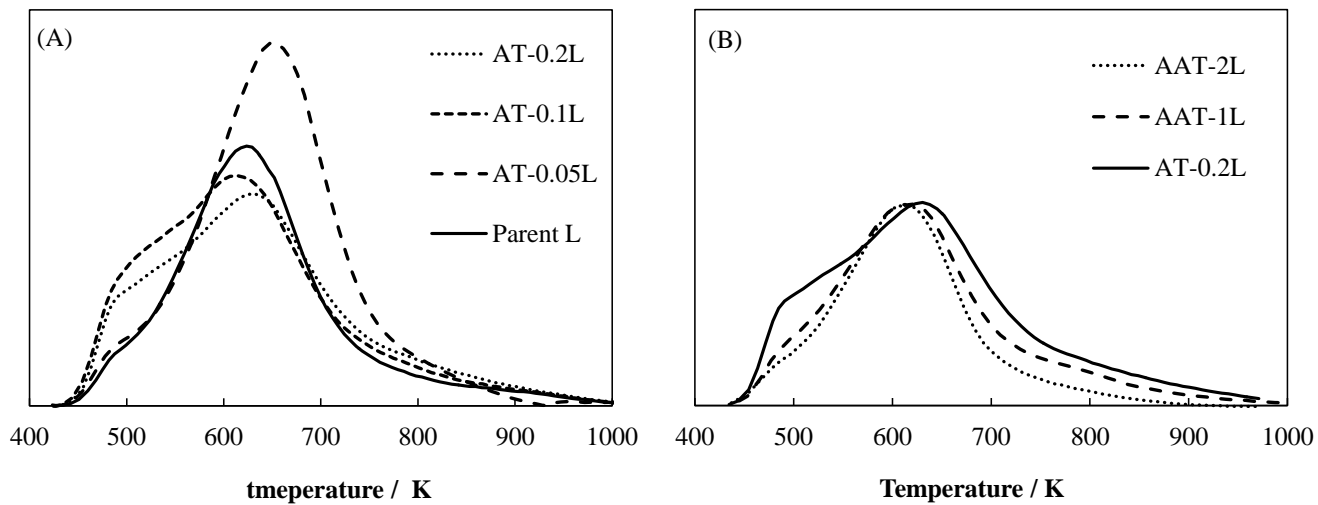 (A)
AT-0.2L
AT-0.1L
AT-0.05L
Parent L
400 500 600 700 800 900 1000
tmeperature / K
(B)
AAT-2L
AAT-1L
AT-0.2L
400 500 600 700 800 900 1000
Temperature / K